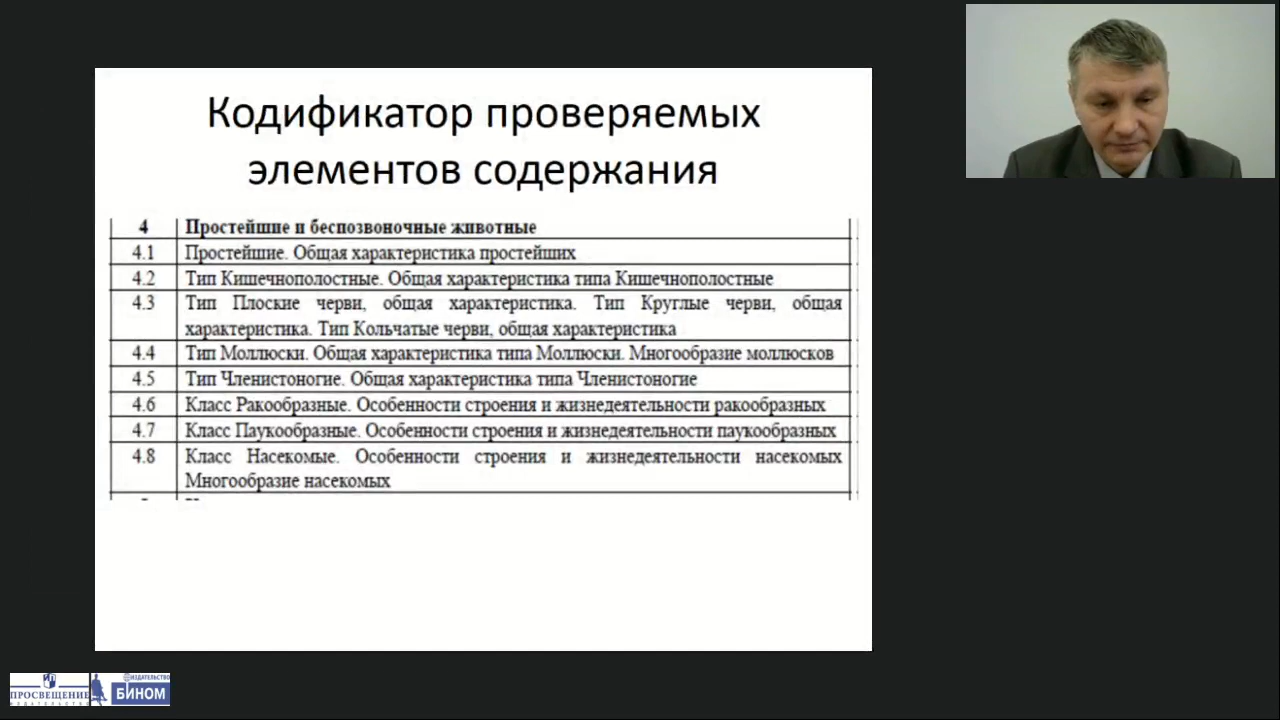 Кодификатор проверяемых
элементов содержания
4 Простейшие и беспозвоночные животные
4.1 Простейшие. Общая характеристика простейших
4.2 Тип Кишечнополостные. Общая характеристика типа Кишечнополостные
4.3 Тип Плоские черви, общая характеристика. Тип Круглые черви, общая
характеристика. Тип Кольчатые черви, общая характеристика
4.4 Тип Моллюски. Общая характеристика типа Моллюски. Многообразие моллюсков
4.5 Тип Членистоногие. Общая характеристика типа Членистоногие
4.6 Класс Ракообразные. Особенности строения и жизнедеятельности ракообразных
4.7 Класс Паукообразные. Особенности строения и жизнедеятельности паукообразных
4.8 Класс Насекомые. Особенности строения и жизнедеятельности насекомых
Многообразие насекомых
ПРОСВЕЩЕНИЕ
ИЗДАТЕЛЬСТВО
ИЗДАТЕЛЬСТВО
БИНОМ